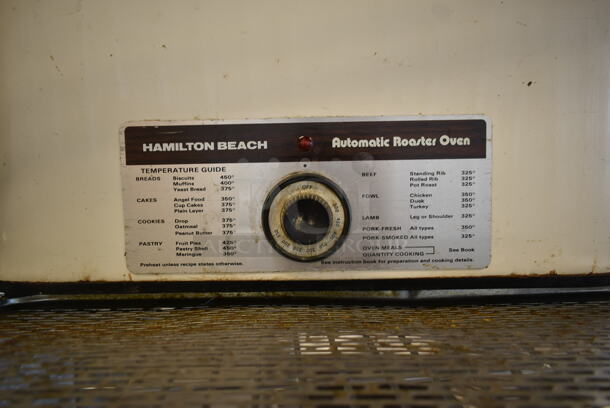 HAMILTON BEACH
Automatic Roaster Oven
TEMPERATURE GUIDE
BREADS Biscuits 450°
Muffins 400°
Yeast Bread 375°
CAKES Angel Food 350°
Cup Cakes 375°
Plain Layer 375°
COOKIES Drop 375°
Oatmeal 375°
Peanut Butter 375°
PASTRY Fruit Pies 425°
Pastry Shell 450°
Meringue 350°
Preheat unless recipe states otherwise.
OFF
BEEF Standing Rib 325°
Rolled Rib 325°
Pot Roast 325°
FOWL Chicken 350°
Duck 350°
Turkey 325°
LAMB Leg or Shoulder 325°
PORK-FRESH All types 350°
PORK-SMOKED All types 325°
OVEN MEALS
QUANTITY COOKING See Book
See instruction book for preparation and cooking details.